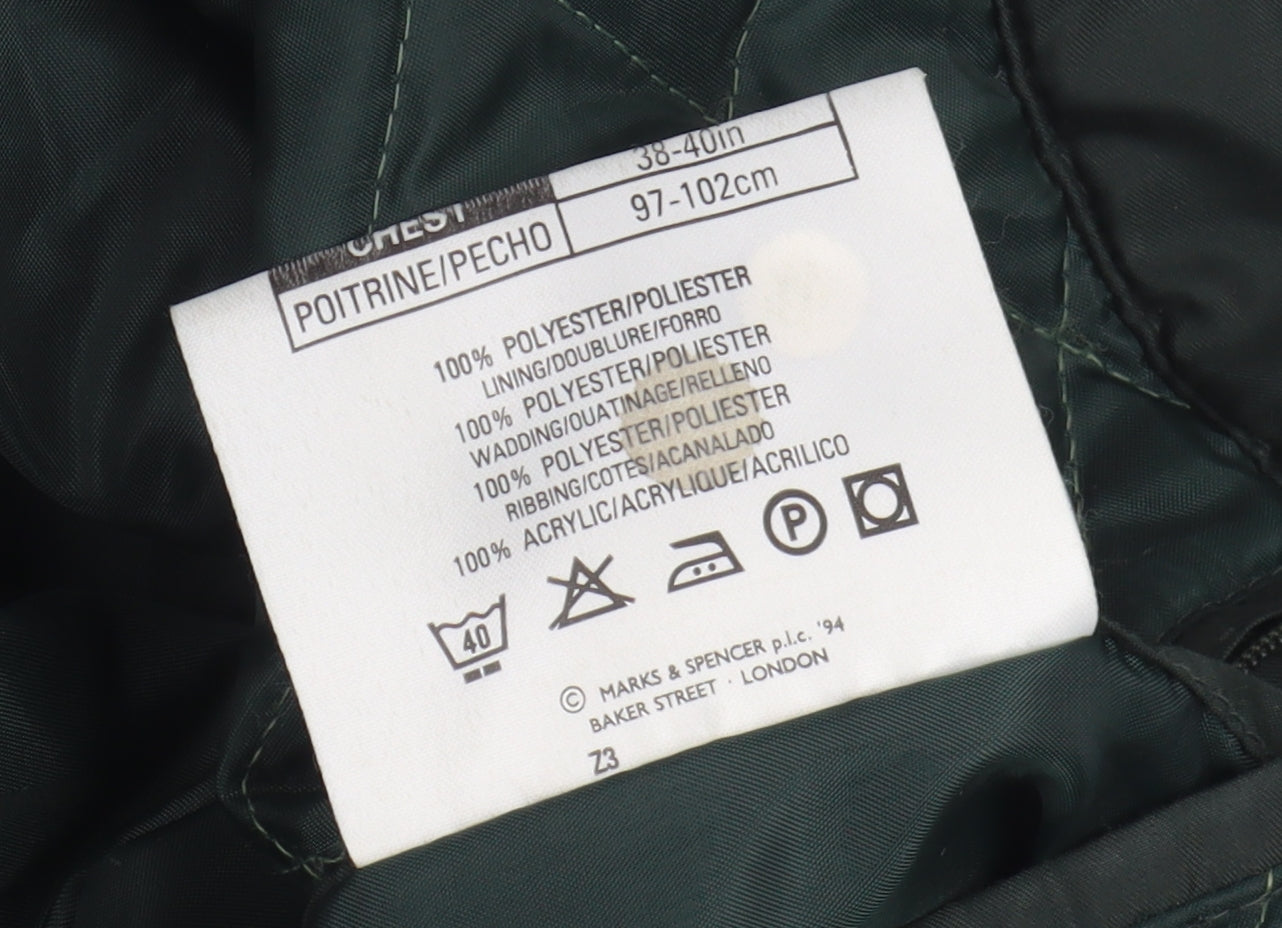 CHEST 38-40in
POITRINE/PECHO 97-102cm
100% POLYESTER/POLIESTER
LINING/DOUBLURE/FORRO
100% POLYESTER/POLIESTER
WADDING/OUATINAGE/RELLENO
100% POLYESTER/POLIESTER
RIBBING/COTES/ACANALADO
100% ACRYLIC/ACRYLIQUE/ACRILICO
40
P
© MARKS & SPENCER p.l.c. '94
BAKER STREET · LONDON
Z3